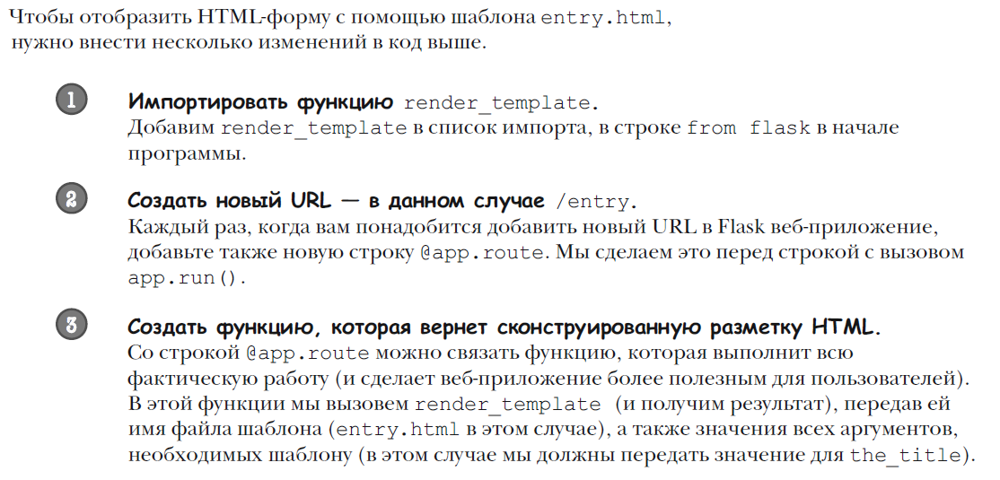 Чтобы отобразить HTML-форму с помощью шаблона entry.html,
нужно внести несколько изменений в код выше.
1 Импортировать функцию render_template.
Добавим render_template в список импорта, в строке from flask в начале
программы.
2 Создать новый URL — в данном случае /entry.
Каждый раз, когда вам понадобится добавить новый URL в Flask веб-приложение,
добавьте также новую строку @app.route. Мы сделаем это перед строкой с вызовом
app.run().
3 Создать функцию, которая вернет сконструированную разметку HTML.
Со строкой @app.route можно связать функцию, которая выполнит всю
фактическую работу (и сделает веб-приложение более полезным для пользователей).
В этой функции мы вызовем render_template (и получим результат), передав ей
имя файла шаблона (entry.html в этом случае), а также значения всех аргументов,
необходимых шаблону (в этом случае мы должны передать значение для the_title).